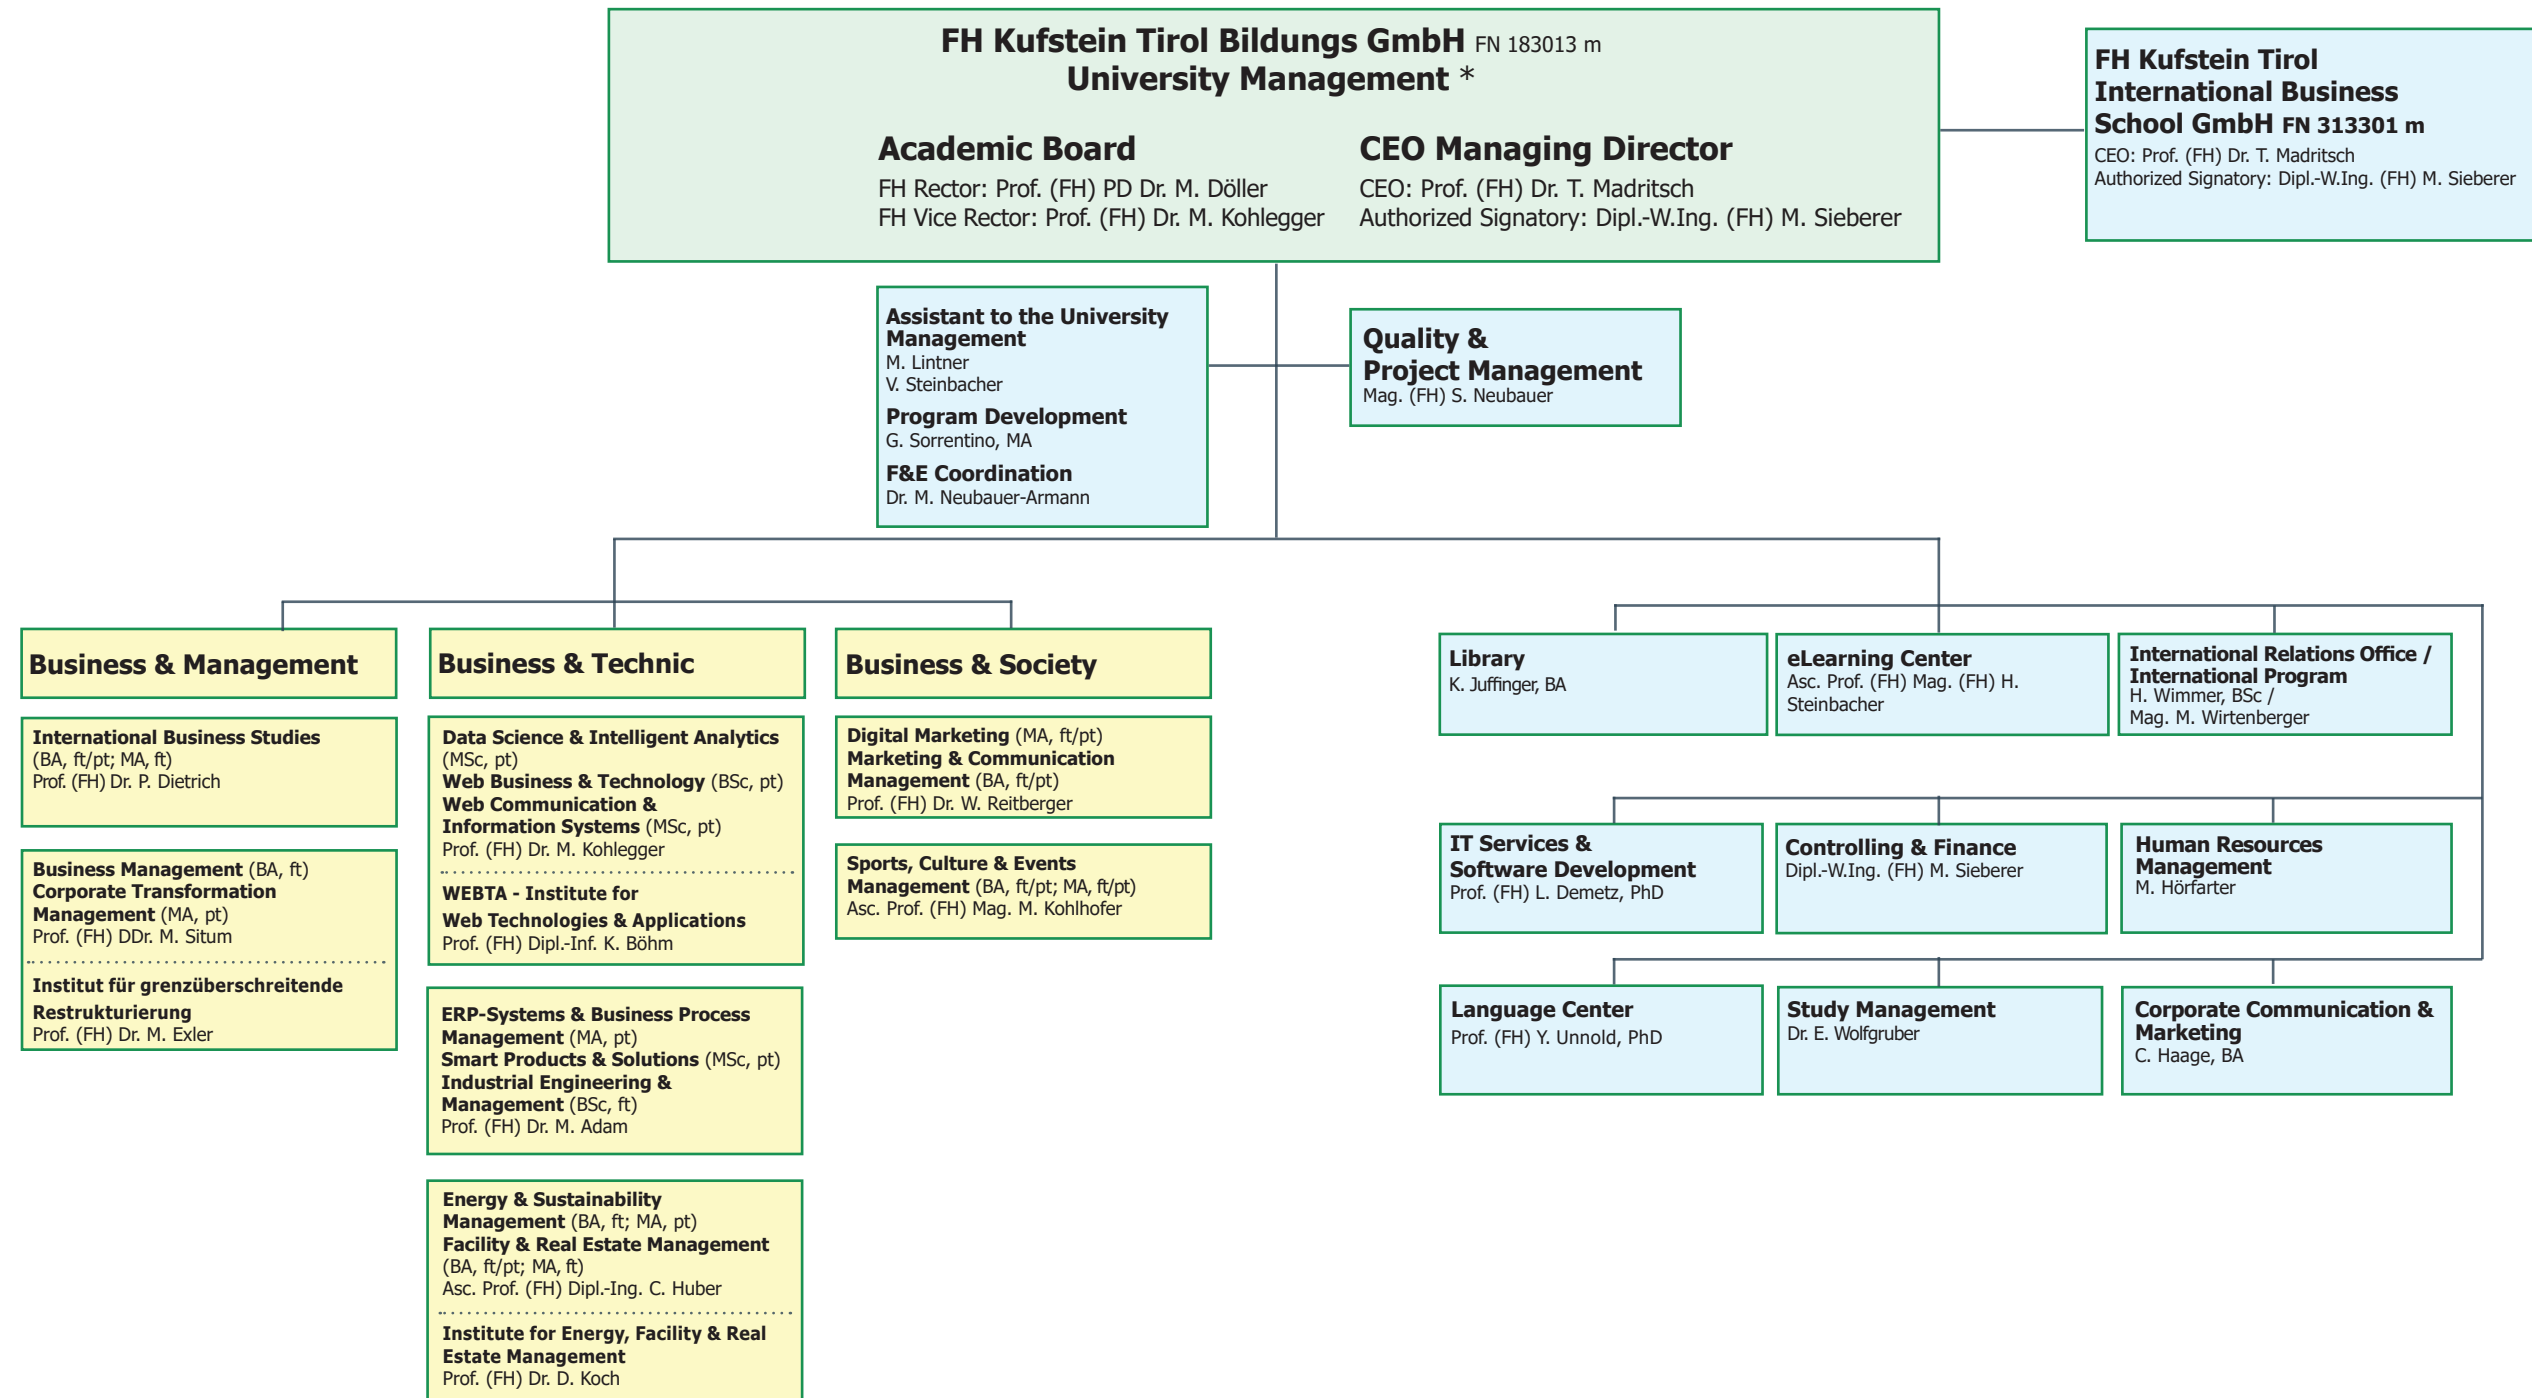 FH Kufstein Tirol Bildungs GmbH FN 183013 m
University Management *
Academic Board
FH Rector: Prof. (FH) PD Dr. M. Döller
FH Vice Rector: Prof. (FH) Dr. M. Kohlegger
CEO Managing Director
CEO: Prof. (FH) Dr. T. Madritsch
Authorized Signatory: Dipl.-W.Ing. (FH) M. Sieberer
FH Kufstein Tirol
International Business
School GmbH FN 313301 m
CEO: Prof. (FH) Dr. T. Madritsch
Authorized Signatory: Dipl.-W.Ing. (FH) M. Sieberer
Assistant to the University
Management
M. Lintner
V. Steinbacher
Program Development
G. Sorrentino, MA
F&E Coordination
Dr. M. Neubauer-Armann
Quality &
Project Management
Mag. (FH) S. Neubauer
Business & Management
International Business Studies
(BA, ft/pt; MA, ft)
Prof. (FH) Dr. P. Dietrich
Business Management (BA, ft)
Corporate Transformation
Management (MA, pt)
Prof. (FH) DDr. M. Situm
Institut für grenzüberschreitende
Restrukturierung
Prof. (FH) Dr. M. Exler
Business & Technic
Data Science & Intelligent Analytics
(MSc, pt)
Web Business & Technology (BSc, pt)
Web Communication &
Information Systems (MSc, pt)
Prof. (FH) Dr. M. Kohlegger
WEBTA - Institute for
Web Technologies & Applications
Prof. (FH) Dipl.-Inf. K. Böhm
ERP-Systems & Business Process
Management (MA, pt)
Smart Products & Solutions (MSc, pt)
Industrial Engineering &
Management (BSc, ft)
Prof. (FH) Dr. M. Adam
Energy & Sustainability
Management (BA, ft; MA, pt)
Facility & Real Estate Management
(BA, ft/pt; MA, ft)
Asc. Prof. (FH) Dipl.-Ing. C. Huber
Institute for Energy, Facility & Real
Estate Management
Prof. (FH) Dr. D. Koch
Business & Society
Digital Marketing (MA, ft/pt)
Marketing & Communication
Management (BA, ft/pt)
Prof. (FH) Dr. W. Reitberger
Sports, Culture & Events
Management (BA, ft/pt; MA, ft/pt)
Asc. Prof. (FH) Mag. M. Kohlhofer
Library
K. Juffinger, BA
eLearning Center
Asc. Prof. (FH) Mag. (FH) H.
Steinbacher
International Relations Office /
International Program
H. Wimmer, BSc /
Mag. M. Wirtenberger
IT Services &
Software Development
Prof. (FH) L. Demetz, PhD
Controlling & Finance
Dipl.-W.Ing. (FH) M. Sieberer
Human Resources
Management
M. Hörfarter
Language Center
Prof. (FH) Y. Unnold, PhD
Study Management
Dr. E. Wolfgruber
Corporate Communication &
Marketing
C. Haage, BA